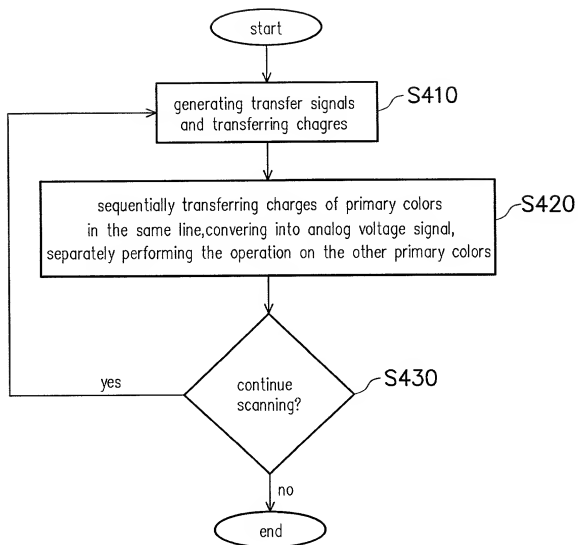 start
generating transfer signals
and transferring chagres
S410
sequentially transferring charges of primary colors
in the same line,convering into analog voltage signal,
separately performing the operation on the other primary colors
S420
continue
scanning?
S430
yes
no
end